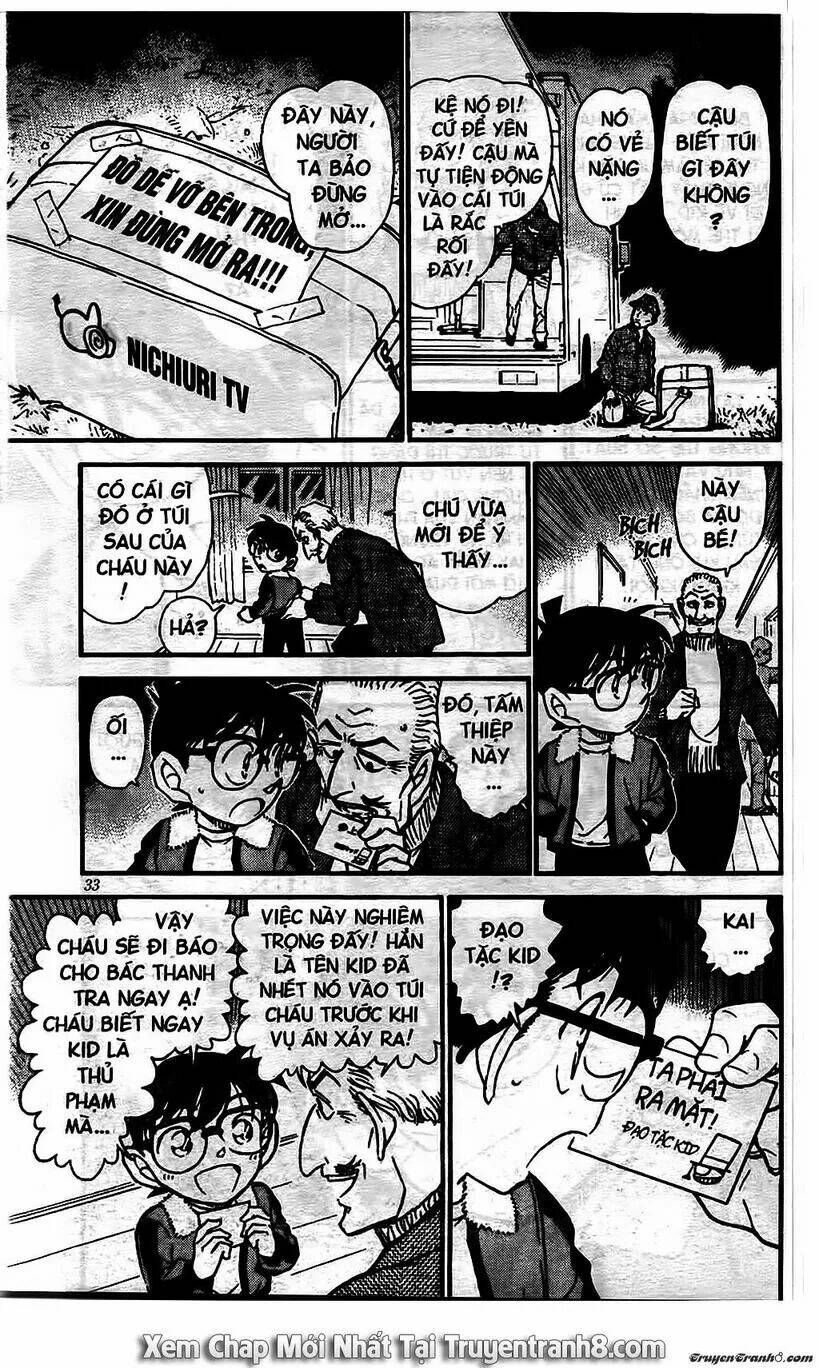 CẬU
BIẾT TÚI
GÌ ĐÂY
KHÔNG
?
NÓ
CÓ VẺ
NẶNG
...
KỆ NÓ ĐI!
CỨ ĐỂ YÊN
ĐẤY! CẬU MÀ
TỰ TIỆN ĐỘNG
VÀO CÁI TÚI
LÀ RẮC
RỐI
ĐẤY!
ĐÂY NÀY,
NGƯỜI
TA BẢO
ĐỪNG
MỞ...
ĐỒ DỄ VỠ BÊN TRONG,
XIN ĐỪNG MỞ RA!!!
NICHIURI TV
NÀY
CẬU
BÉ!
BỊCH
BỊCH
CHÚ VỪA
MỚI ĐỂ Ý
THẤY...
CÓ CÁI GÌ
ĐÓ Ở TÚI
SAU CỦA
CHÁU NÀY
!
HẢ?
ĐÓ, TẤM
THIỆP
NÀY
...
ỐI
...
33
KAI
...
ĐẠO
TẶC KID
!?
TA PHẢI
RA MẶT!
ĐẠO TẶC KID
VIỆC NÀY NGHIÊM
TRỌNG ĐẤY! HẮN
LÀ TÊN KID ĐÃ
NHÉT NÓ VÀO TÚI
CHÁU TRƯỚC KHI
VỤ ÁN XẢY RA!
VẬY
CHÁU SẼ ĐI BÁO
CHO BÁC THANH
TRA NGAY Ạ!
CHÁU BIẾT NGAY
KID LÀ
THỦ
PHẠM
MÀ...
Xem Chap Mới Nhất Tại Truyentranh8.com
TruyenTranh8.com